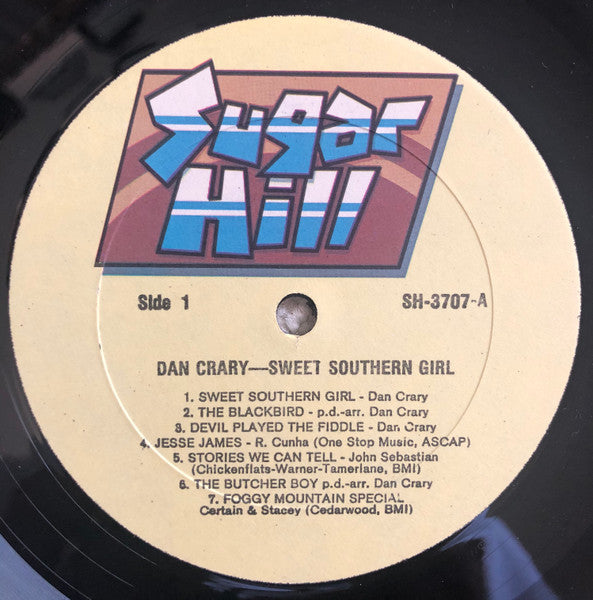 Sugar
Hill
Side 1
SH-3707-A
DAN CRARY—SWEET SOUTHERN GIRL
1. SWEET SOUTHERN GIRL - Dan Crary
2. THE BLACKBIRD - p.d.-arr. Dan Crary
3. DEVIL PLAYED THE FIDDLE - Dan Crary
4. JESSE JAMES - R. Cunha (One Stop Music, ASCAP)
5. STORIES WE CAN TELL - John Sebastian
(Chickenflats-Warner-Tamerlane, BMI)
6. THE BUTCHER BOY p.d.-arr. Dan Crary
7. FOGGY MOUNTAIN SPECIAL
Certain & Stacey (Cedarwood, BMI)